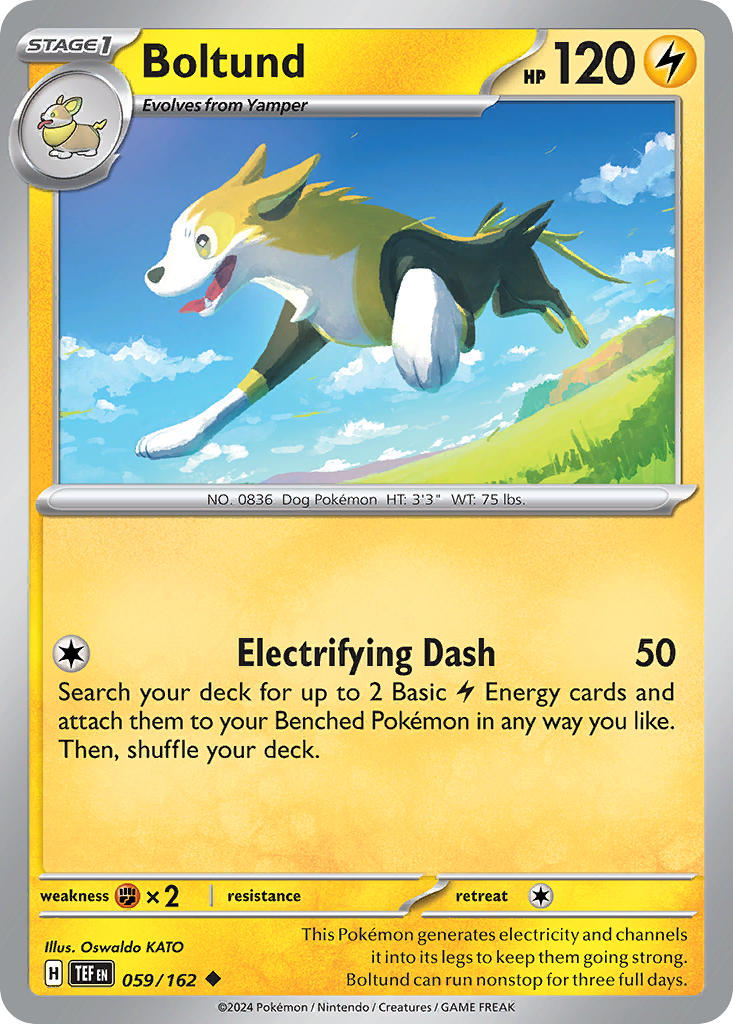 STAGE1
Boltund
HP 120
Evolves from Yamper
NO. 0836 Dog Pokémon HT: 3'3" WT: 75 lbs.
Electrifying Dash 50
Search your deck for up to 2 Basic Energy cards and
attach them to your Benched Pokémon in any way you like.
Then, shuffle your deck.
weakness ×2 resistance retreat
Illus. Oswaldo KATO
H TEF EN 059/162
This Pokémon generates electricity and channels
it into its legs to keep them going strong.
Boltund can run nonstop for three full days.
©2024 Pokémon / Nintendo / Creatures / GAME FREAK